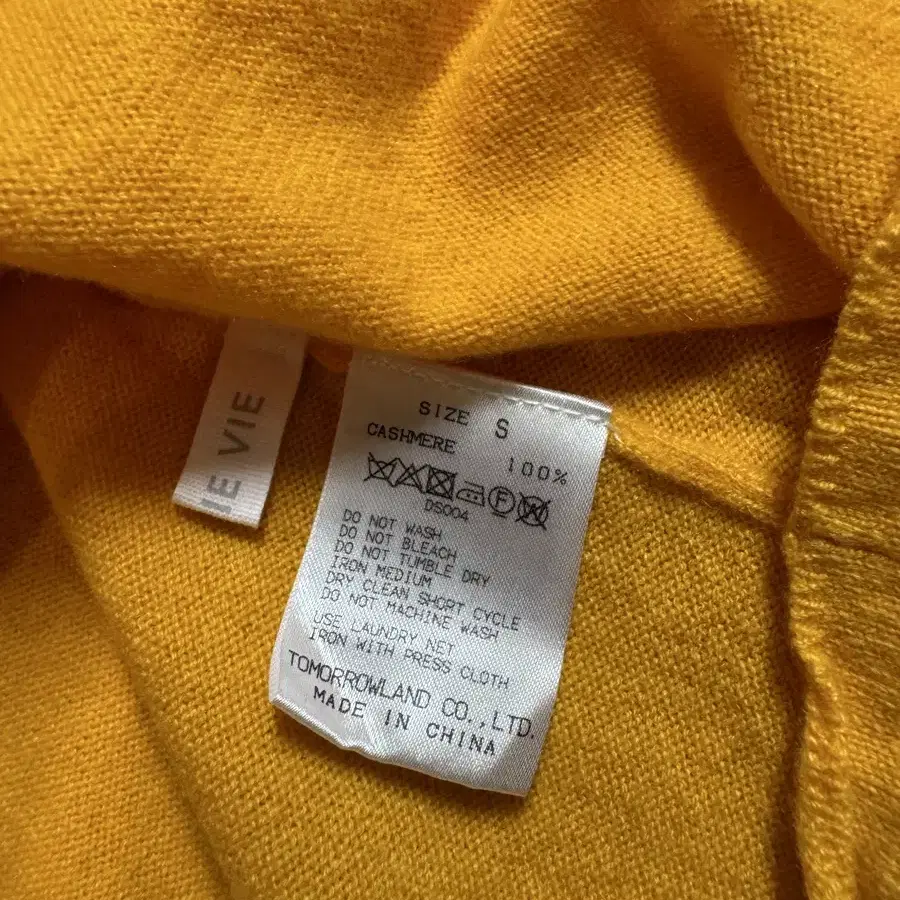 IE VIE
SIZE S
CASHMERE 100%
F W
DS004
DO NOT WASH
DO NOT BLEACH
DO NOT TUMBLE DRY
IRON MEDIUM
DRY CLEAN SHORT CYCLE
DO NOT MACHINE WASH
USE LAUNDRY NET
IRON WITH PRESS CLOTH
TOMORROWLAND CO.,LTD.
MADE IN CHINA